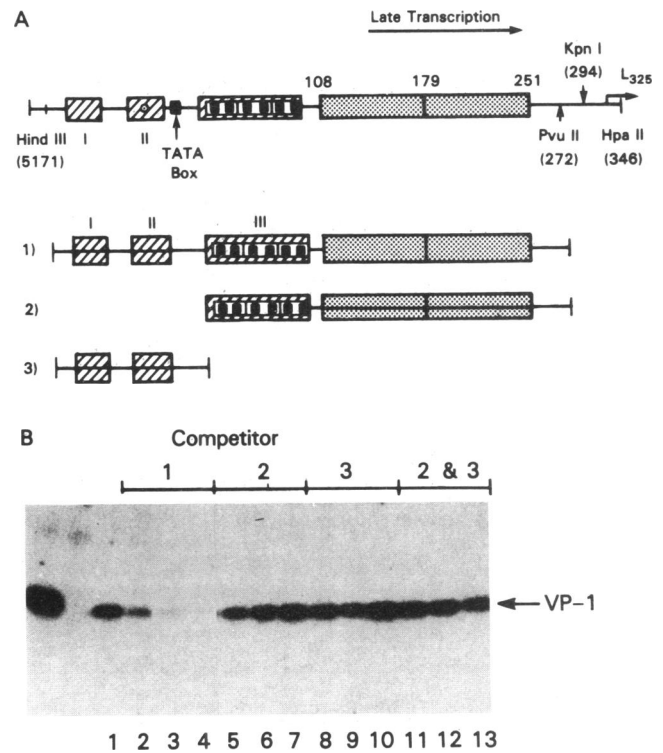 A
Late Transcription
Kpn I
(294)
108 179 251 L325
Hind III I II TATA Box Pvu II Hpa II
(5171) (272) (346)
I II III
1)
2)
3)
B
Competitor
1 2 3 2 & 3
VP-1
1 2 3 4 5 6 7 8 9 10 11 12 13